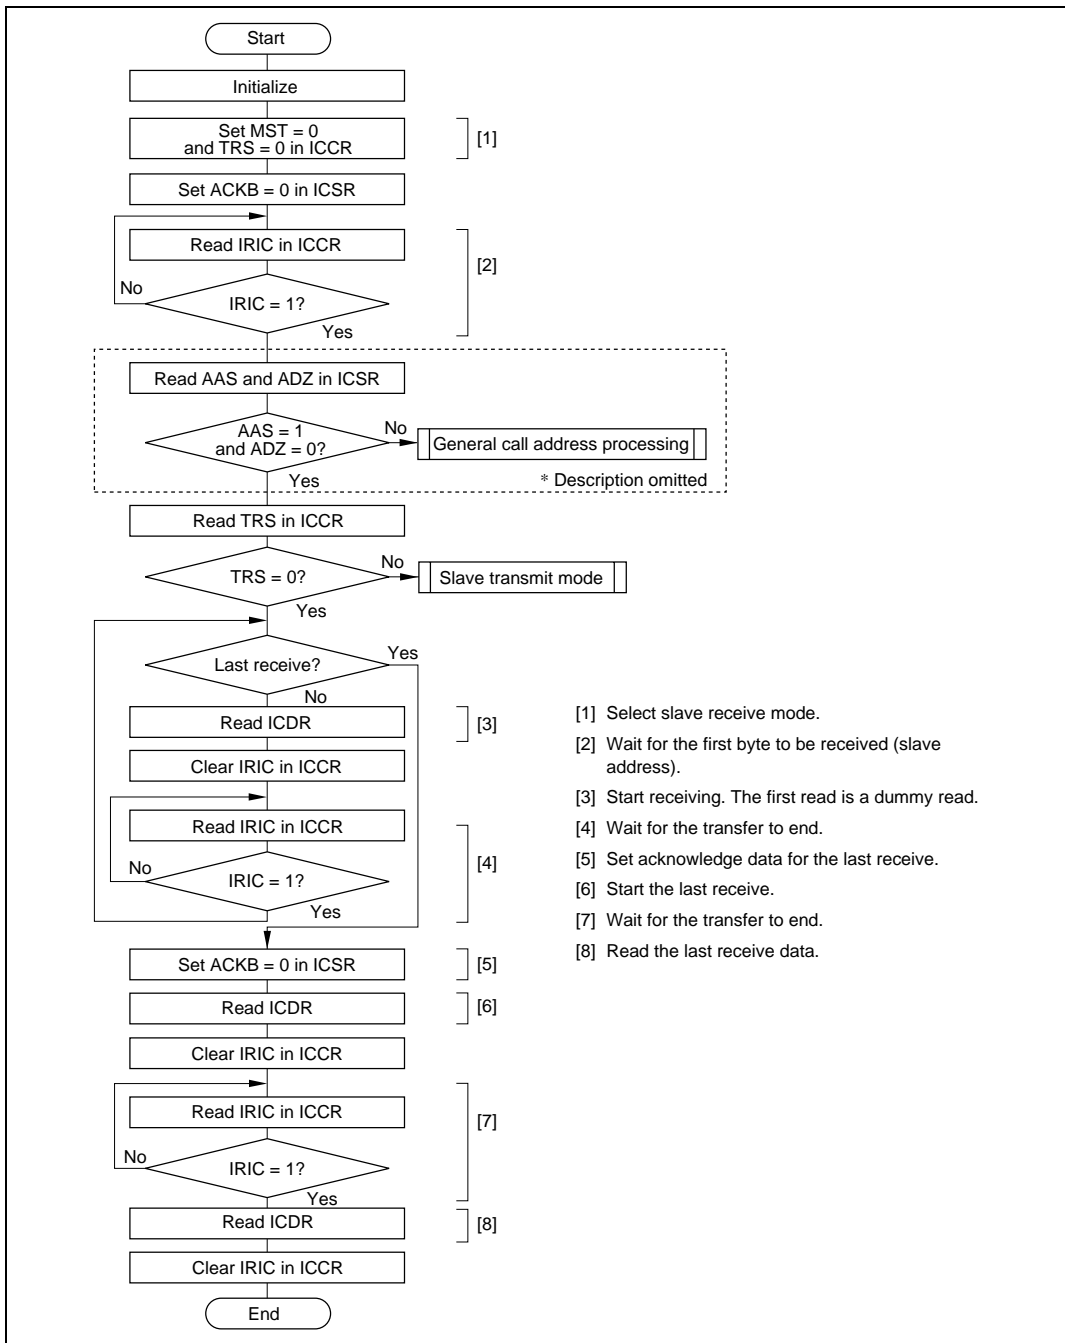 Start
Initialize
Set MST = 0
and TRS = 0 in ICCR
[1]
Set ACKB = 0 in ICSR
Read IRIC in ICCR
[2]
No
IRIC = 1?
Yes
Read AAS and ADZ in ICSR
AAS = 1
and ADZ = 0?
No
General call address processing
Yes
* Description omitted
Read TRS in ICCR
TRS = 0?
No
Slave transmit mode
Yes
Last receive?
Yes
No
Read ICDR
[3]
Clear IRIC in ICCR
Read IRIC in ICCR
[4]
No
IRIC = 1?
Yes
Set ACKB = 0 in ICSR
[5]
Read ICDR
[6]
Clear IRIC in ICCR
Read IRIC in ICCR
[7]
No
IRIC = 1?
Yes
Read ICDR
[8]
Clear IRIC in ICCR
End
[1] Select slave receive mode.
[2] Wait for the first byte to be received (slave
address).
[3] Start receiving. The first read is a dummy read.
[4] Wait for the transfer to end.
[5] Set acknowledge data for the last receive.
[6] Start the last receive.
[7] Wait for the transfer to end.
[8] Read the last receive data.